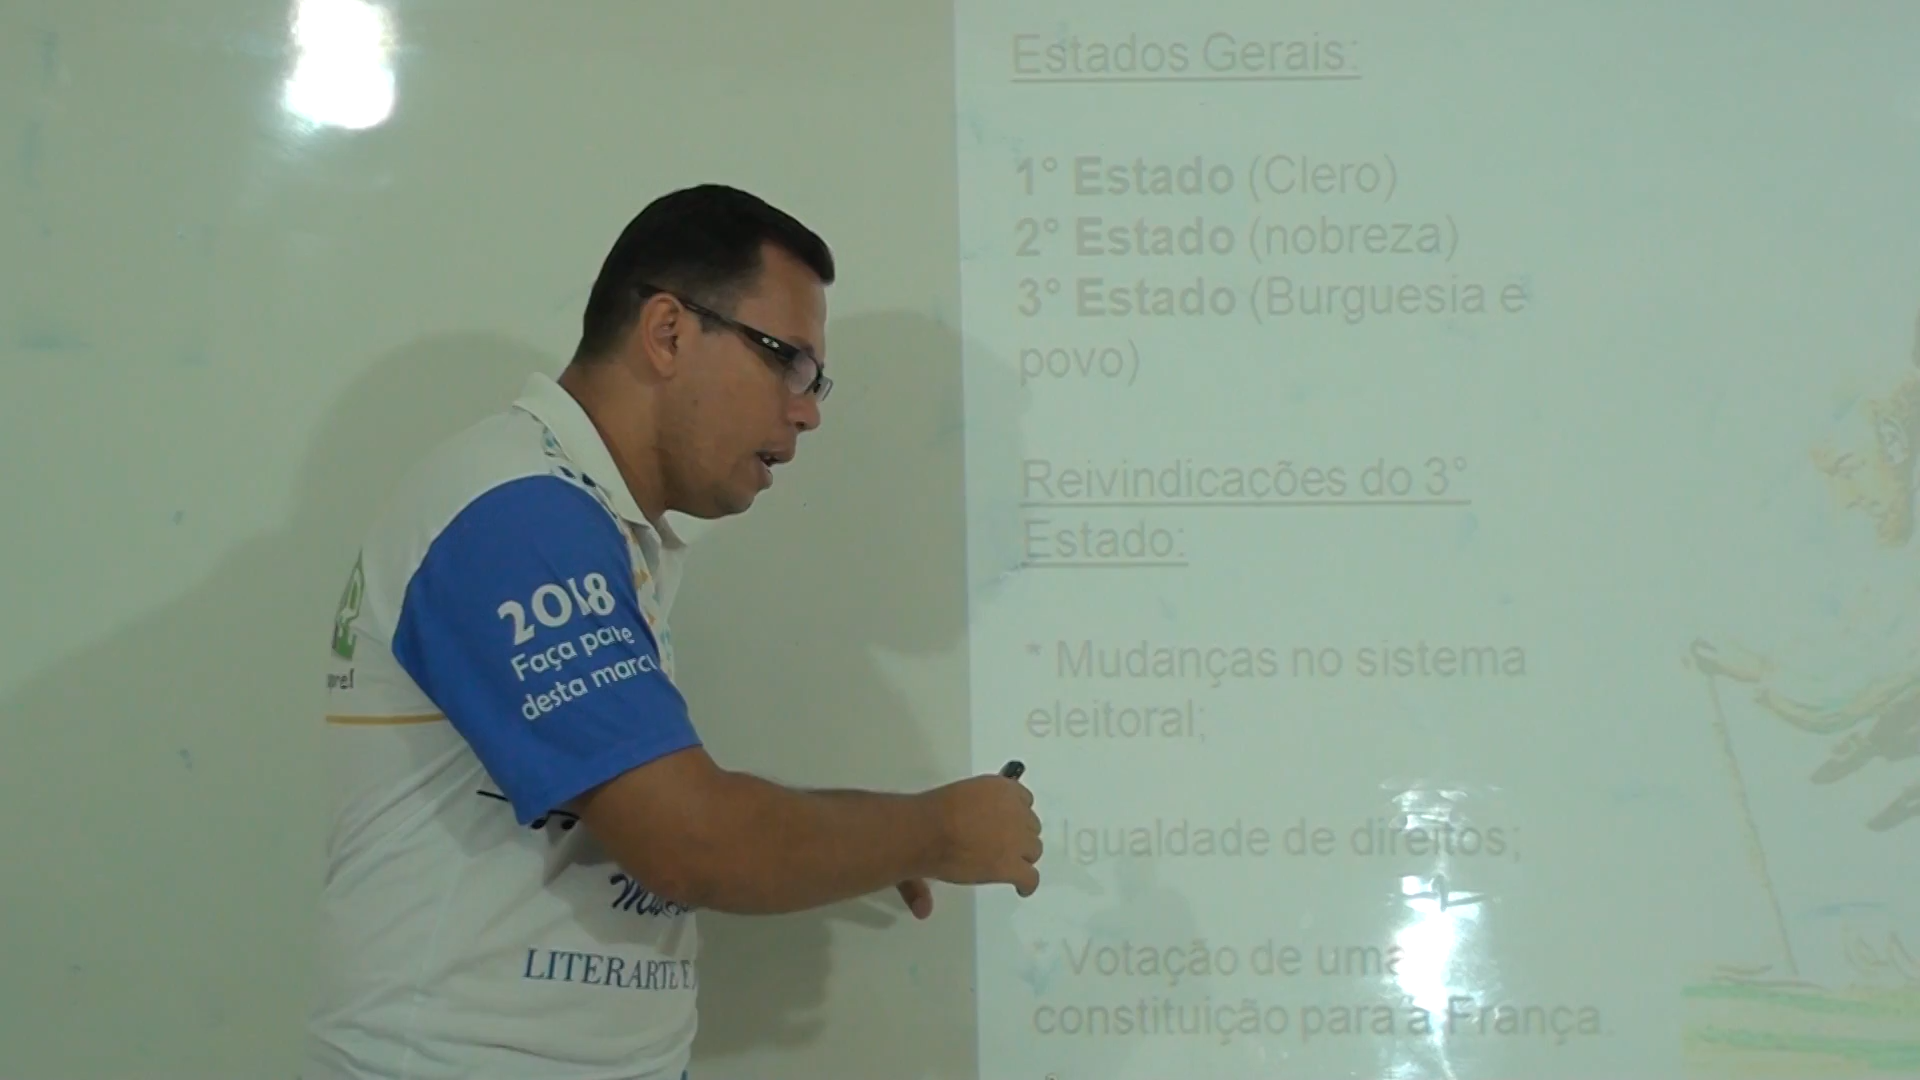 Estados Gerais:
1° Estado (Clero)
2° Estado (nobreza)
3° Estado (Burguesia e
povo)
Reivindicações do 3°
Estado:
* Mudanças no sistema
eleitoral;
Igualdade de direitos;
* Votação de uma
constituição para a França.
2018
Faça parte
desta
LITERARTE E